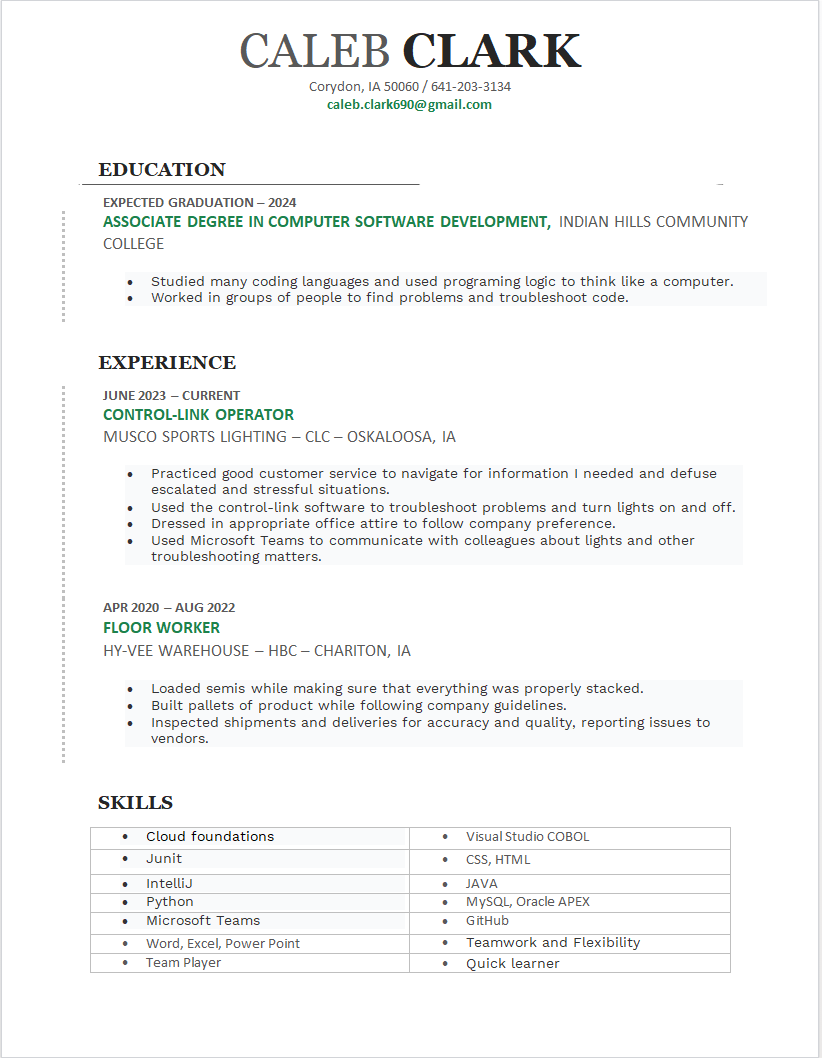 CALEB CLARK
Corydon, IA 50060 / 641-203-3134
caleb.clark690@gmail.com
EDUCATION
EXPECTED GRADUATION – 2024
ASSOCIATE DEGREE IN COMPUTER SOFTWARE DEVELOPMENT, INDIAN HILLS COMMUNITY
COLLEGE
• Studied many coding languages and used programing logic to think like a computer.
• Worked in groups of people to find problems and troubleshoot code.
EXPERIENCE
JUNE 2023 – CURRENT
CONTROL-LINK OPERATOR
MUSCO SPORTS LIGHTING – CLC – OSKALOOSA, IA
• Practiced good customer service to navigate for information I needed and defuse
escalated and stressful situations.
• Used the control-link software to troubleshoot problems and turn lights on and off.
• Dressed in appropriate office attire to follow company preference.
• Used Microsoft Teams to communicate with colleagues about lights and other
troubleshooting matters.
APR 2020 – AUG 2022
FLOOR WORKER
HY-VEE WAREHOUSE – HBC – CHARITON, IA
• Loaded semis while making sure that everything was properly stacked.
• Built pallets of product while following company guidelines.
• Inspected shipments and deliveries for accuracy and quality, reporting issues to
vendors.
SKILLS
• Cloud foundations • Visual Studio COBOL
• Junit • CSS, HTML
• IntelliJ • JAVA
• Python • MySQL, Oracle APEX
• Microsoft Teams • GitHub
• Word, Excel, Power Point • Teamwork and Flexibility
• Team Player • Quick learner